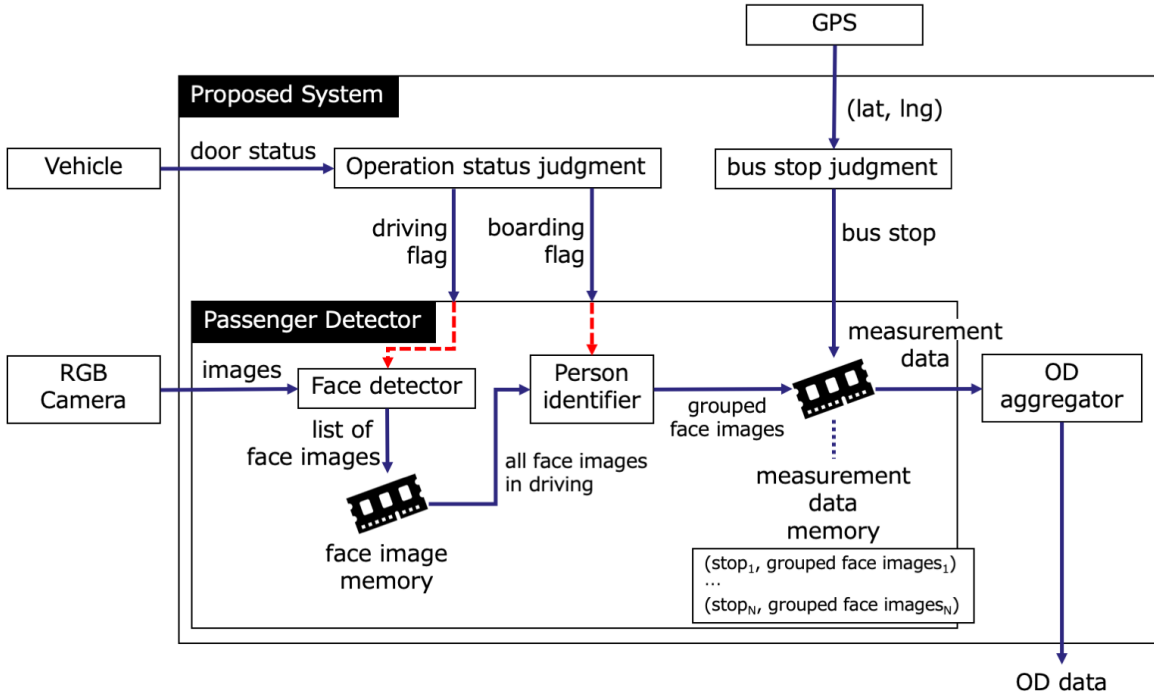 GPS
Proposed System
(lat, lng)
Vehicle
door status
Operation status judgment
bus stop judgment
driving
flag
boarding
flag
bus stop
Passenger Detector
measurement
data
RGB
Camera
images
Face detector
Person
identifier
grouped
face images
OD
aggregator
list of
face images
all face images
in driving
measurement
data
memory
face image
memory
(stop₁, grouped face images₁)
...
(stopN, grouped face imagesN)
OD data